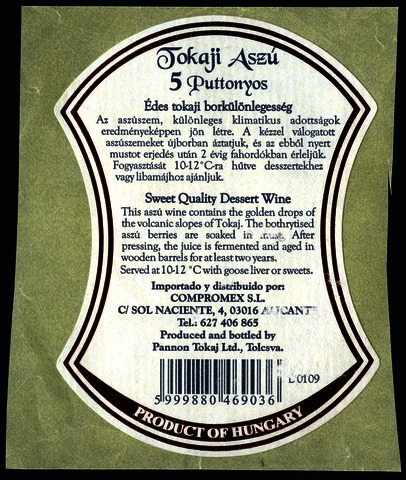 Tokaji Aszú
5 Puttonyos
Édes tokaji borkülönlegesség
Az aszúszem, különleges klimatikus adottságok
eredményeképpen jön létre. A kézzel válogatott
aszúszemeket újborban áztatjuk, és az ebből nyert
mustot erjedés után 2 évig fahordókban érleljük.
Fogyasztását 10-12°C-ra hűtve desszertekhez
vagy libamájhoz ajánljuk.
Sweet Quality Dessert Wine
This aszú wine contains the golden drops of
the volcanic slopes of Tokaj. The bothrytised
aszú berries are soaked in must. After
pressing, the juice is fermented and aged in
wooden barrels for at least two years.
Served at 10-12 °C with goose liver or sweets.
Importado y distribuido por:
COMPROMEX S.L.
C/ SOL NACIENTE, 4, 03016 ALICANTE
Tel.: 627 406 865
Produced and bottled by
Pannon Tokaj Ltd., Tolcsva.
L0109
5 999880 469036
PRODUCT OF HUNGARY